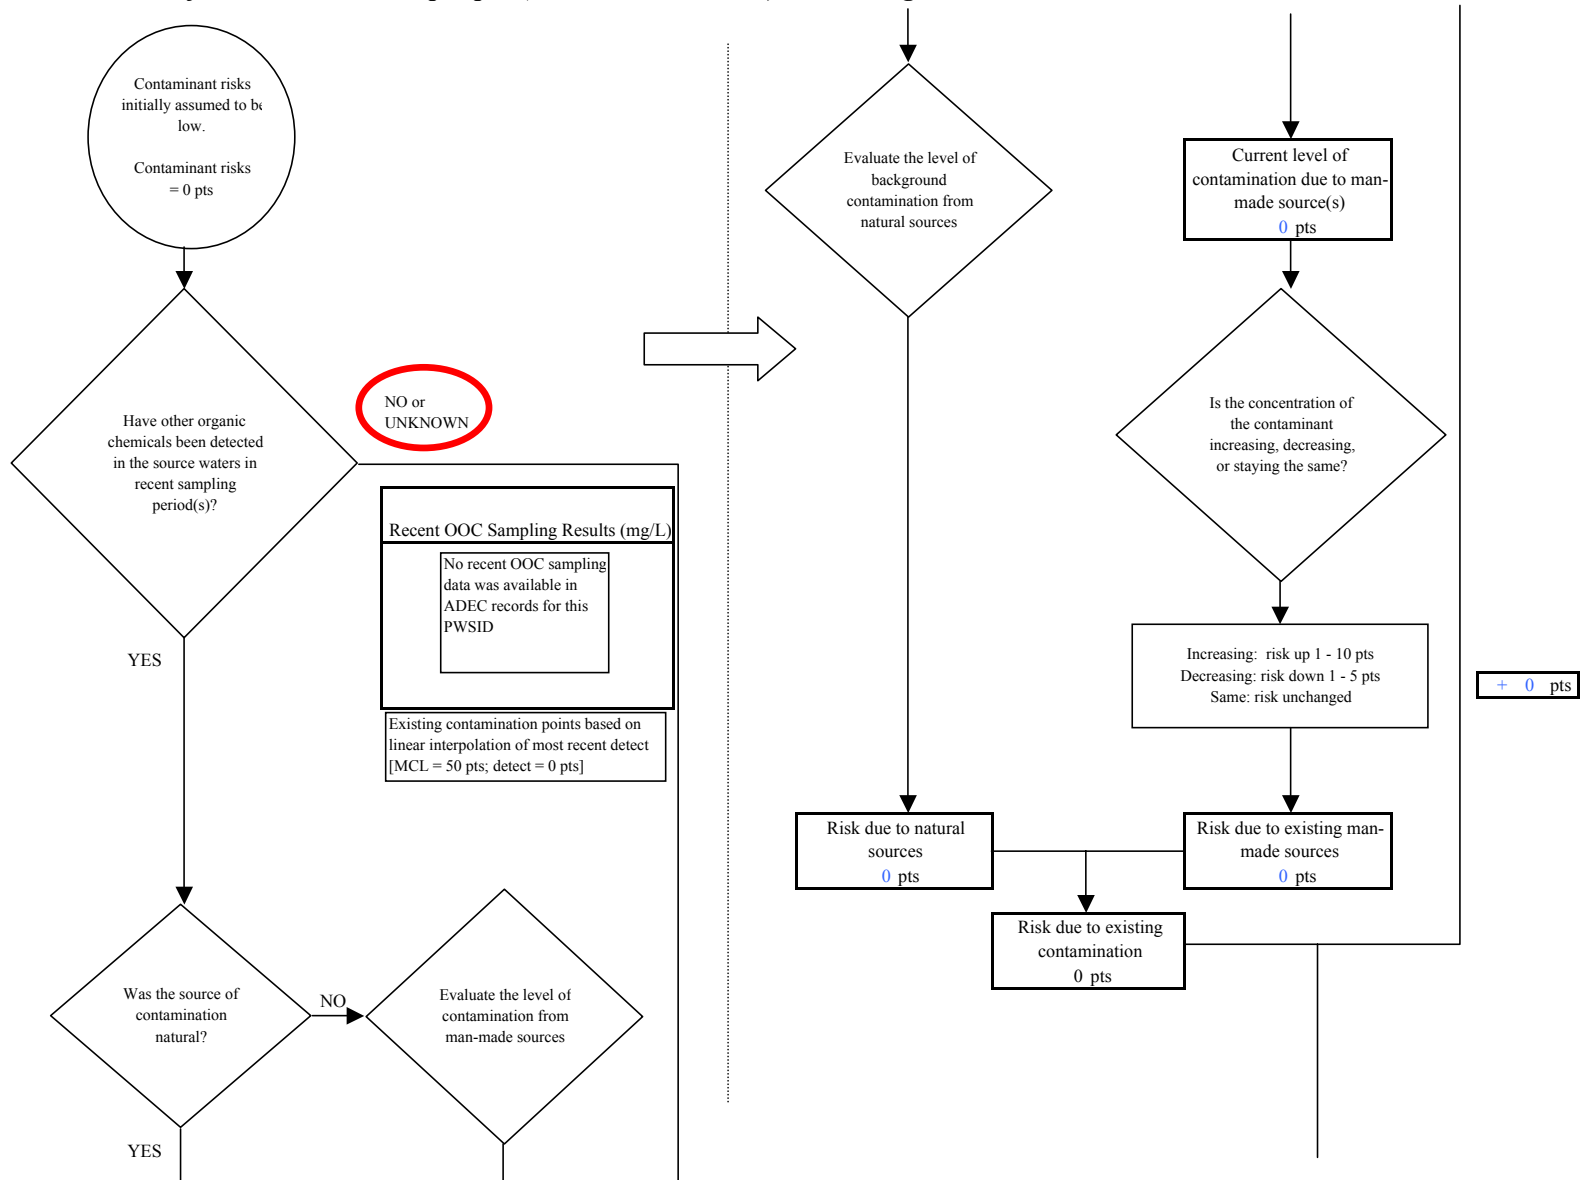 Contaminant risks
initially assumed to be
low.
Contaminant risks
= 0 pts
Have other organic
chemicals been detected
in the source waters in
recent sampling
period(s)?
NO or
UNKNOWN
YES
Recent OOC Sampling Results (mg/L)
No recent OOC sampling
data was available in
ADEC records for this
PWSID
Existing contamination points based on
linear interpolation of most recent detect
[MCL = 50 pts; detect = 0 pts]
Was the source of
contamination
natural?
NO
Evaluate the level of
contamination from
man-made sources
YES
Evaluate the level of
background
contamination from
natural sources
Current level of
contamination due to man-
made source(s)
0 pts
Is the concentration of
the contaminant
increasing, decreasing,
or staying the same?
Increasing: risk up 1 - 10 pts
Decreasing: risk down 1 - 5 pts
Same: risk unchanged
+ 0 pts
Risk due to natural
sources
0 pts
Risk due to existing man-
made sources
0 pts
Risk due to existing
contamination
0 pts